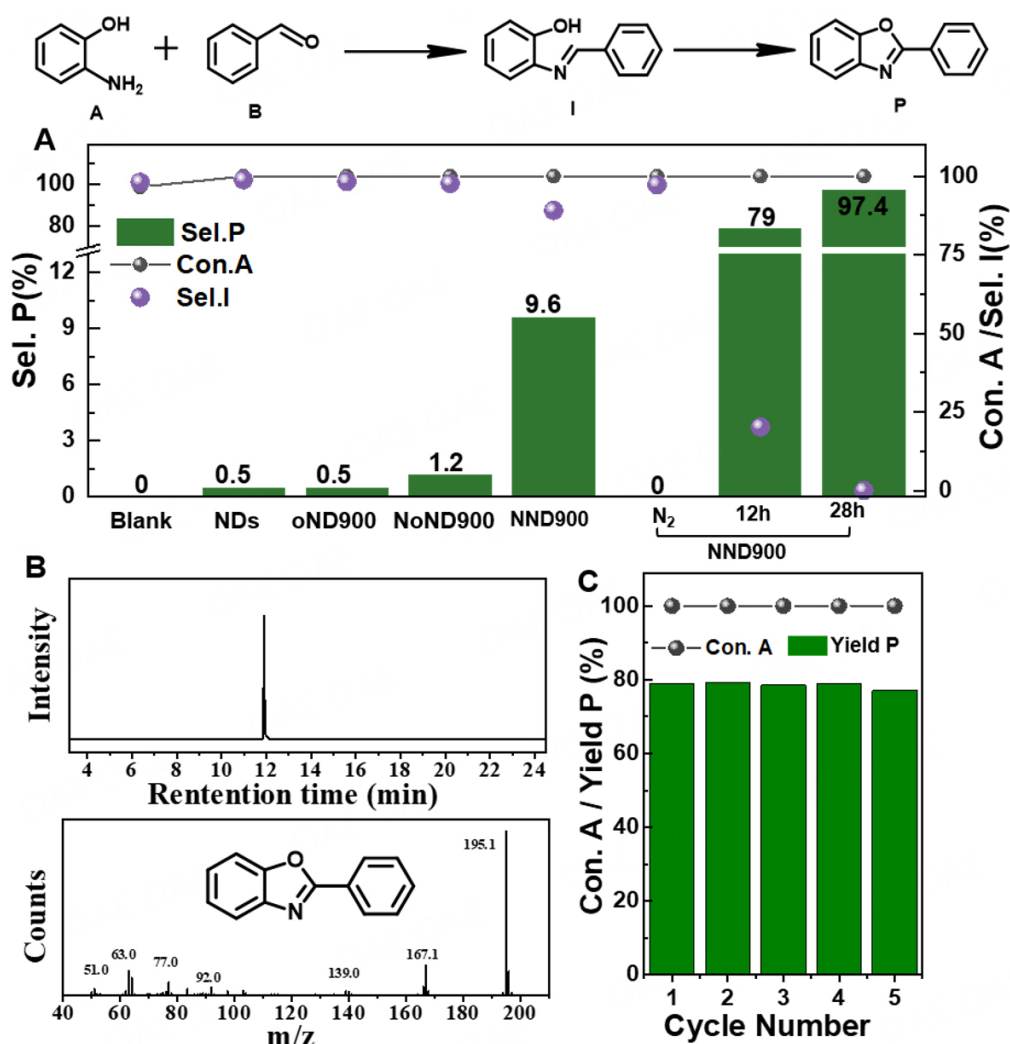 OH
NH2
A
+
O
B
OH
N
I
O
N
P
A
Sel. P(%)
100
80
12
9
6
3
0
Sel.P
Con.A
Sel.I
0
0.5
0.5
1.2
9.6
0
79
97.4
Con. A /Sel. I(%)
100
75
50
25
0
Blank
NDs
oND900
NoND900
NND900
N2
12h
28h
NND900
B
Intensity
4 6 8 10 12 14 16 18 20 22 24
Rentention time (min)
Counts
51.0
63.0
77.0
92.0
139.0
167.1
195.1
O
N
40 60 80 100 120 140 160 180 200
m/z
C
Con. A / Yield P (%)
100
80
60
40
20
0
Con. A
Yield P
1 2 3 4 5
Cycle Number